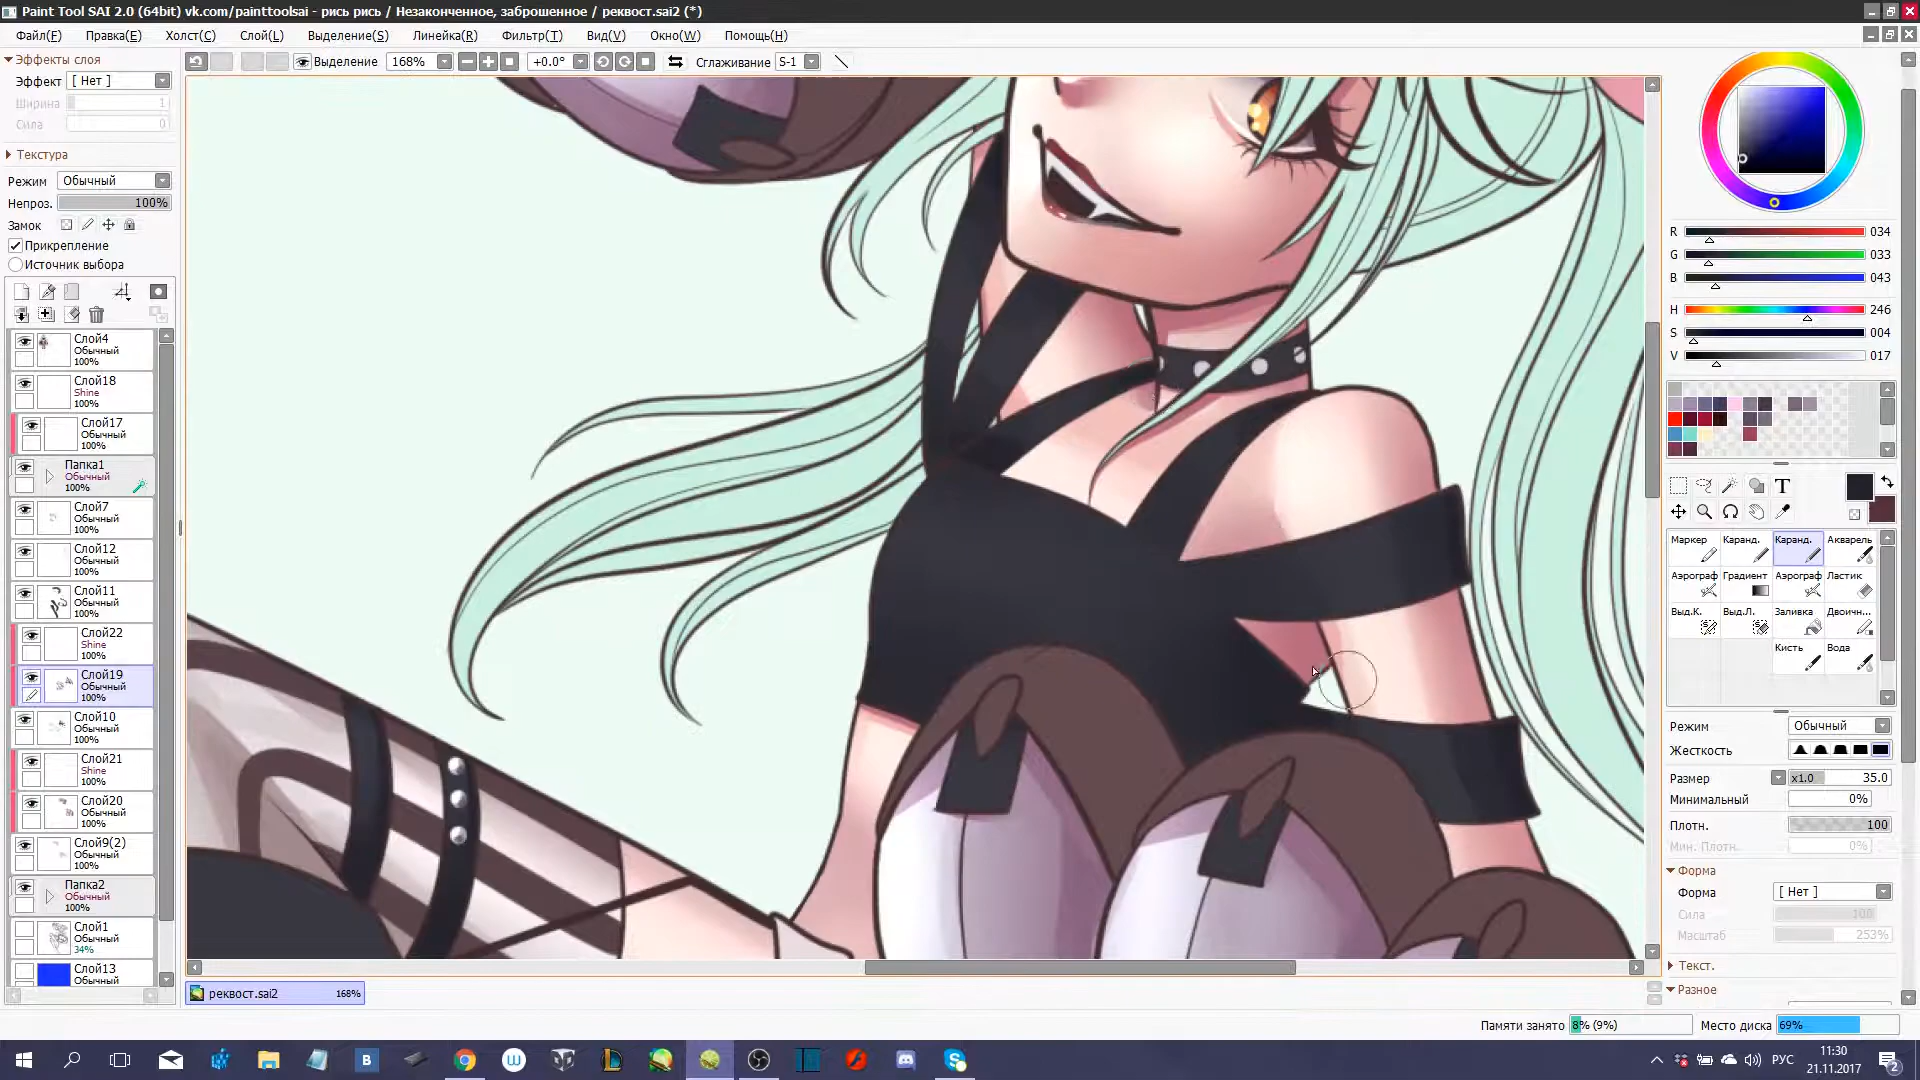 Paint Tool SAI 2.0 (64bit) vk.com/painttoolsai - рись рись / Незаконченное, заброшенное / реквост.sai2 (*)
Файл(F) Правка(E) Холст(C) Слой(L) Выделение(S) Линейка(R) Фильтр(T) Вид(V) Окно(W) Помощь(H)
Эффекты слоя
Выделение 168% +0.0° Сглаживание S-1
Эффект [ Нет ]
Ширина 1
Сила 0
Текстура
Режим Обычный
Непроз. 100%
Замок
Прикрепление
Источник выбора
Слой4
Обычный
100%
Слой18
Shine
100%
Слой17
Обычный
100%
Папка1
Обычный
100%
Слой7
Обычный
100%
Слой12
Обычный
100%
Слой11
Обычный
100%
Слой22
Shine
100%
Слой19
Обычный
100%
Слой10
Обычный
100%
Слой21
Shine
100%
Слой20
Обычный
100%
Слой9(2)
Обычный
100%
Папка2
Обычный
100%
Слой1
Обычный
34%
Слой13
Обычный
R 034
G 033
B 043
H 246
S 004
V 017
T
Маркер Каранд. Каранд. Акварель
Аэрограф Градиент Аэрограф Ластик
Выд.К. Выд.Л. Заливка Двоичн...
Кисть Вода
Режим Обычный
Жесткость
Размер x1.0 35.0
Минимальный 0%
Плотн. 100
Мин. Плотн. 0%
Форма
Форма [ Нет ]
Сила 100
Масштаб 253%
Текст.
Разное
реквост.sai2 168%
Памяти занято 8% (9%) Место диска 69%
B
W
РУС
11:30
21.11.2017
2